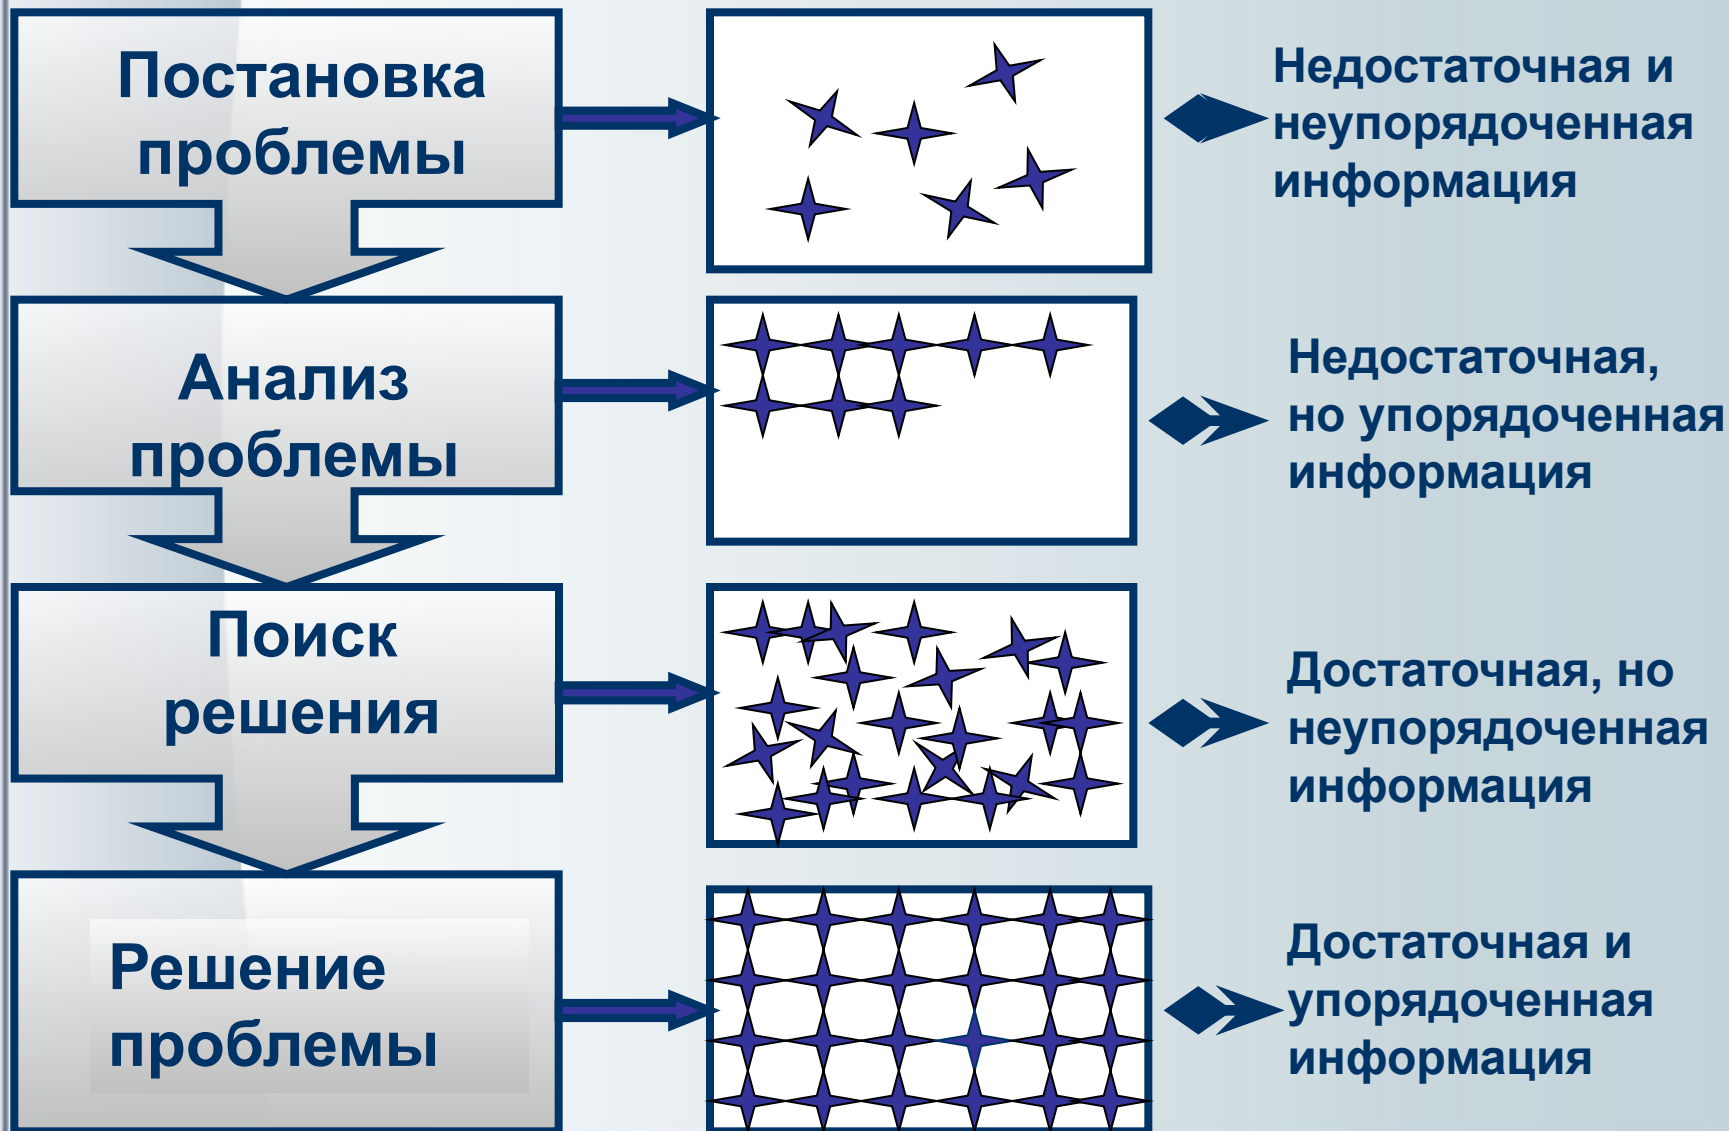 Постановка
проблемы
Недостаточная и
неупорядоченная
информация
Анализ
проблемы
Недостаточная,
но упорядоченная
информация
Поиск
решения
Достаточная, но
неупорядоченная
информация
Решение
проблемы
Достаточная и
упорядоченная
информация